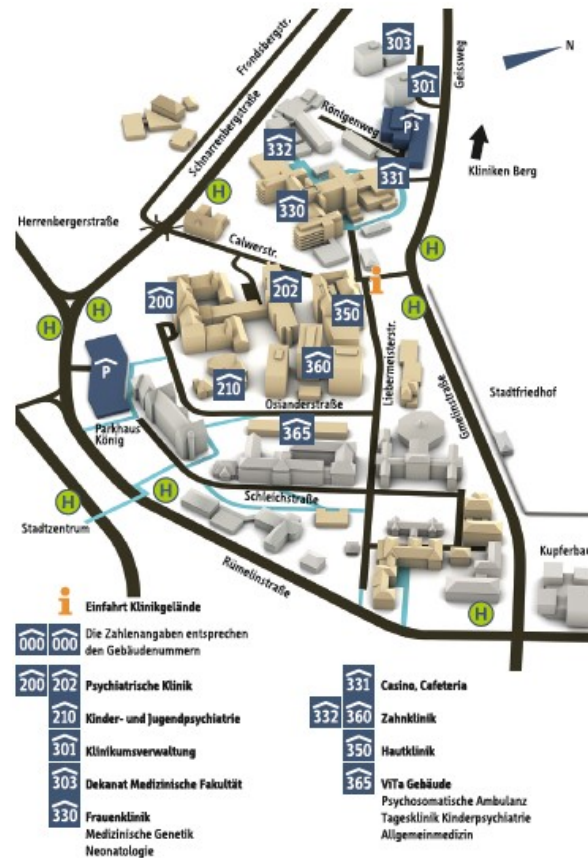 303
Frondsbergstr.
Geissweg
N
301
Röntgenweg
P3
Schnarrenbergstraße
332
Kliniken Berg
331
H
330
Herrenbergerstraße
Calwerstr.
H
i
H
H
200
202
H
350
Liebermeisterstr.
Gmelinstraße
P
360
210
Stadtfriedhof
Osianderstraße
Parkhaus
König
365
H
H
Schleichstraße
Stadtzentrum
Kupferbau
Rümelinstraße
H
i Einfahrt Klinikgelände
000 000 Die Zahlenangaben entsprechen
den Gebäudenummern
200 202 Psychiatrische Klinik
210 Kinder- und Jugendpsychiatrie
301 Klinikumsverwaltung
303 Dekanat Medizinische Fakultät
330 Frauenklinik
Medizinische Genetik
Neonatologie
331 Casino, Cafeteria
332 360 Zahnklinik
350 Hautklinik
365 ViTa Gebäude
Psychosomatische Ambulanz
Tagesklinik Kinderpsychiatrie
Allgemeinmedizin